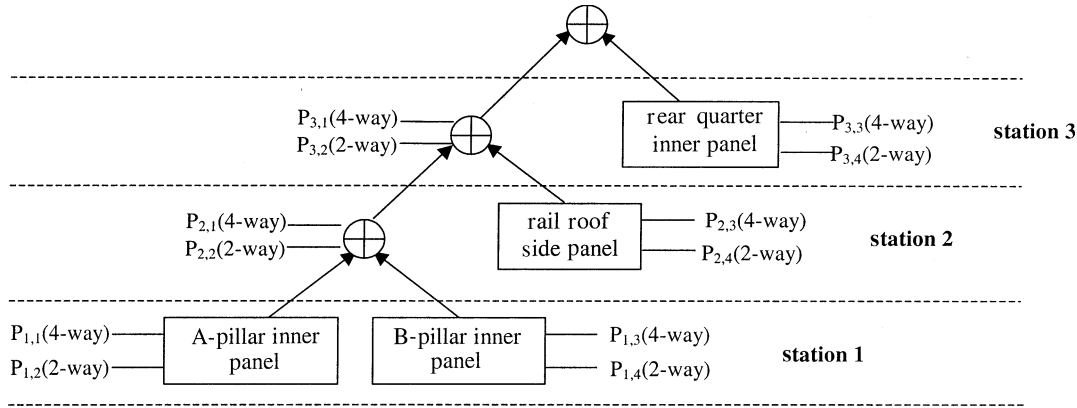 P3,1(4-way)
P3,2(2-way)
rear quarter
inner panel
P3,3(4-way)
P3,4(2-way)
station 3
P2,1(4-way)
P2,2(2-way)
rail roof
side panel
P2,3(4-way)
P2,4(2-way)
station 2
P1,1(4-way)
P1,2(2-way)
A-pillar inner
panel
B-pillar inner
panel
P1,3(4-way)
P1,4(2-way)
station 1